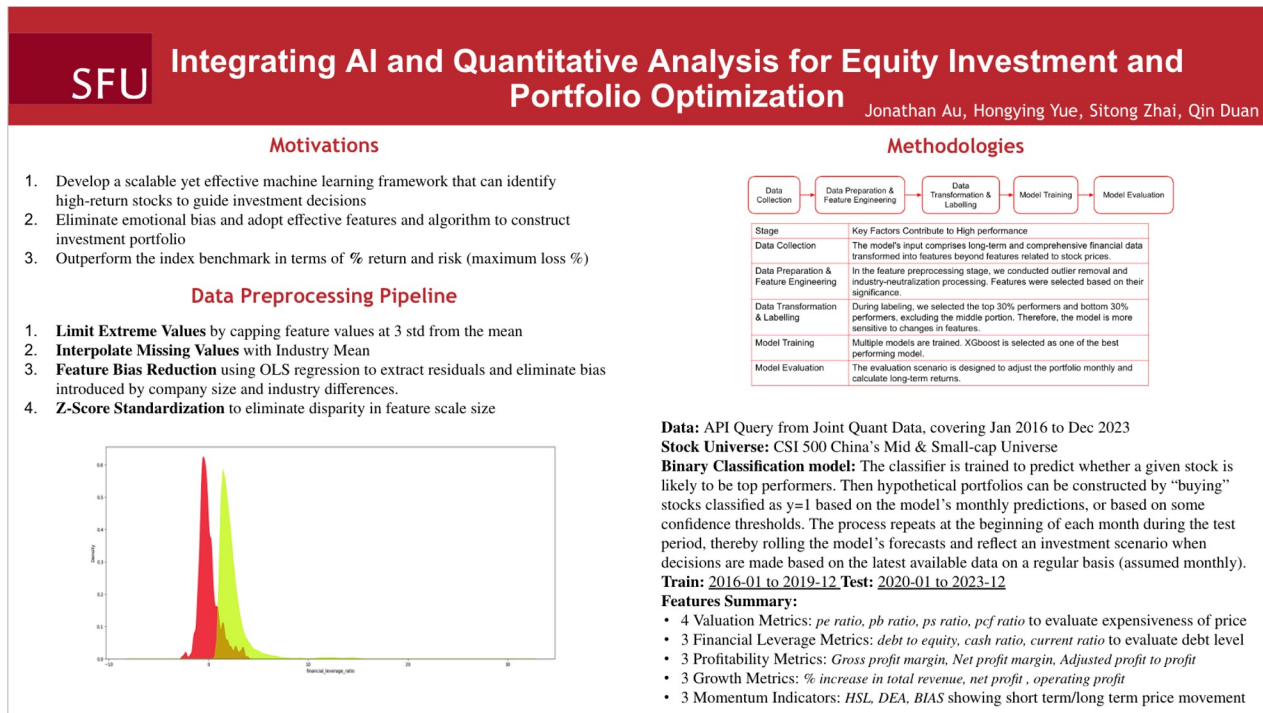 SFU
Integrating AI and Quantitative Analysis for Equity Investment and
Portfolio Optimization
Jonathan Au, Hongying Yue, Sitong Zhai, Qin Duan
Motivations
1. Develop a scalable yet effective machine learning framework that can identify
high-return stocks to guide investment decisions
2. Eliminate emotional bias and adopt effective features and algorithm to construct
investment portfolio
3. Outperform the index benchmark in terms of % return and risk (maximum loss %)
Data Preprocessing Pipeline
1. Limit Extreme Values by capping feature values at 3 std from the mean
2. Interpolate Missing Values with Industry Mean
3. Feature Bias Reduction using OLS regression to extract residuals and eliminate bias
introduced by company size and industry differences.
4. Z-Score Standardization to eliminate disparity in feature scale size
0.6
0.5
0.4
0.3
0.2
0.1
0.0
Density
-10 0 10 20 30
financial_leverage_ratio
Methodologies
Data
Collection
Data Preparation &
Feature Engineering
Data
Transformation &
Labelling
Model Training
Model Evaluation
Stage Key Factors Contribute to High performance
Data Collection The model's input comprises long-term and comprehensive financial data
transformed into features beyond features related to stock prices.
Data Preparation & In the feature preprocessing stage, we conducted outlier removal and
Feature Engineering industry-neutralization processing. Features were selected based on their
significance.
Data Transformation During labeling, we selected the top 30% performers and bottom 30%
& Labelling performers, excluding the middle portion. Therefore, the model is more
sensitive to changes in features.
Model Training Multiple models are trained. XGboost is selected as one of the best
performing model.
Model Evaluation The evaluation scenario is designed to adjust the portfolio monthly and
calculate long-term returns.
Data: API Query from Joint Quant Data, covering Jan 2016 to Dec 2023
Stock Universe: CSI 500 China's Mid & Small-cap Universe
Binary Classification model: The classifier is trained to predict whether a given stock is
likely to be top performers. Then hypothetical portfolios can be constructed by “buying”
stocks classified as y=1 based on the model's monthly predictions, or based on some
confidence thresholds. The process repeats at the beginning of each month during the test
period, thereby rolling the model's forecasts and reflect an investment scenario when
decisions are made based on the latest available data on a regular basis (assumed monthly).
Train: 2016-01 to 2019-12 Test: 2020-01 to 2023-12
Features Summary:
• 4 Valuation Metrics: pe ratio, pb ratio, ps ratio, pcf ratio to evaluate expensiveness of price
• 3 Financial Leverage Metrics: debt to equity, cash ratio, current ratio to evaluate debt level
• 3 Profitability Metrics: Gross profit margin, Net profit margin, Adjusted profit to profit
• 3 Growth Metrics: % increase in total revenue, net profit , operating profit
• 3 Momentum Indicators: HSL, DEA, BIAS showing short term/long term price movement